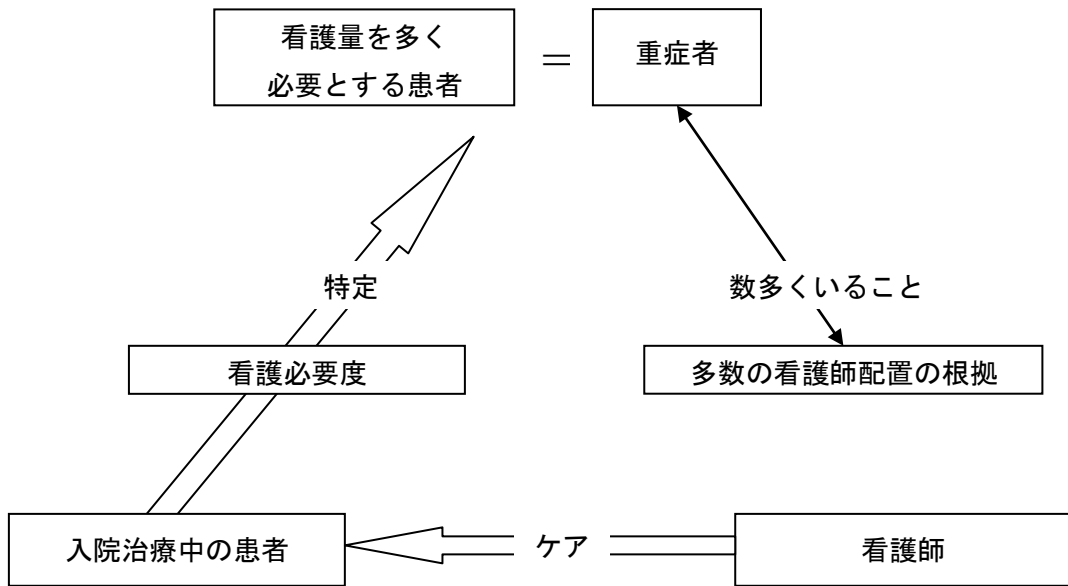 看護量を多く
必要とする患者
＝
重症者
特定
数多くいること
看護必要度
多数の看護師配置の根拠
入院治療中の患者
ケア
看護師